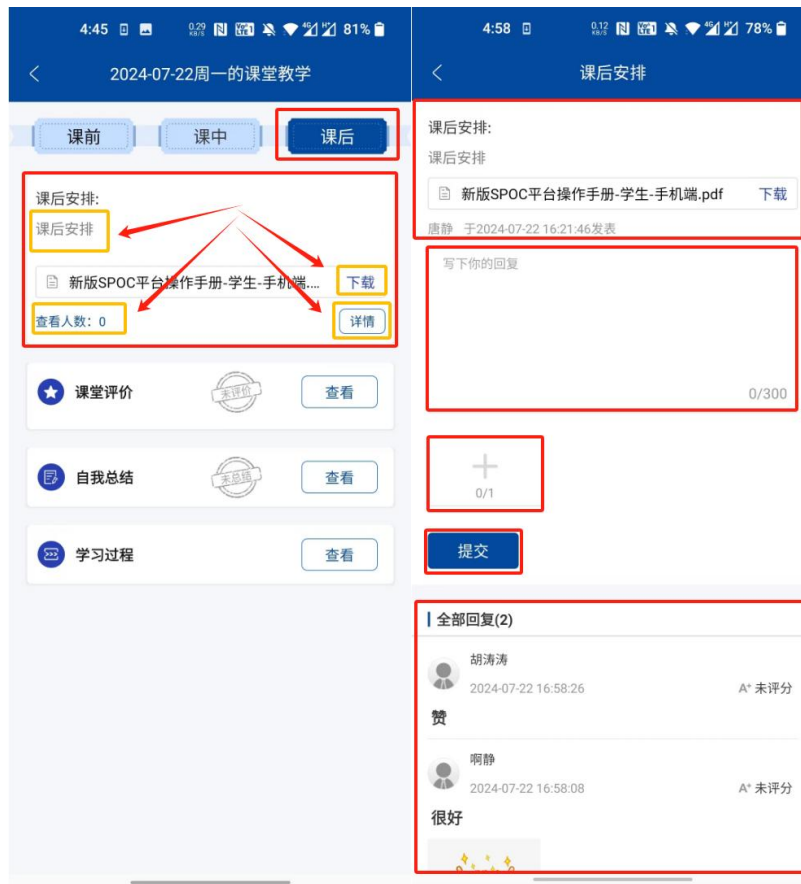 4:45 0.29 KB/S 81%
2024-07-22周一的课堂教学
课前 课中 课后
课后安排:
课后安排
新版SPOC平台操作手册-学生-手机端.... 下载
查看人数: 0 详情
课堂评价 未评价 查看
自我总结 未总结 查看
学习过程 查看
4:58 0.12 KB/S 78%
课后安排
课后安排:
课后安排
新版SPOC平台操作手册-学生-手机端.pdf 下载
唐静 于2024-07-22 16:21:46发表
写下你的回复
0/300
0/1
提交
全部回复(2)
胡涛涛
2024-07-22 16:58:26 A+ 未评分
赞
啊静
2024-07-22 16:58:08 A+ 未评分
很好